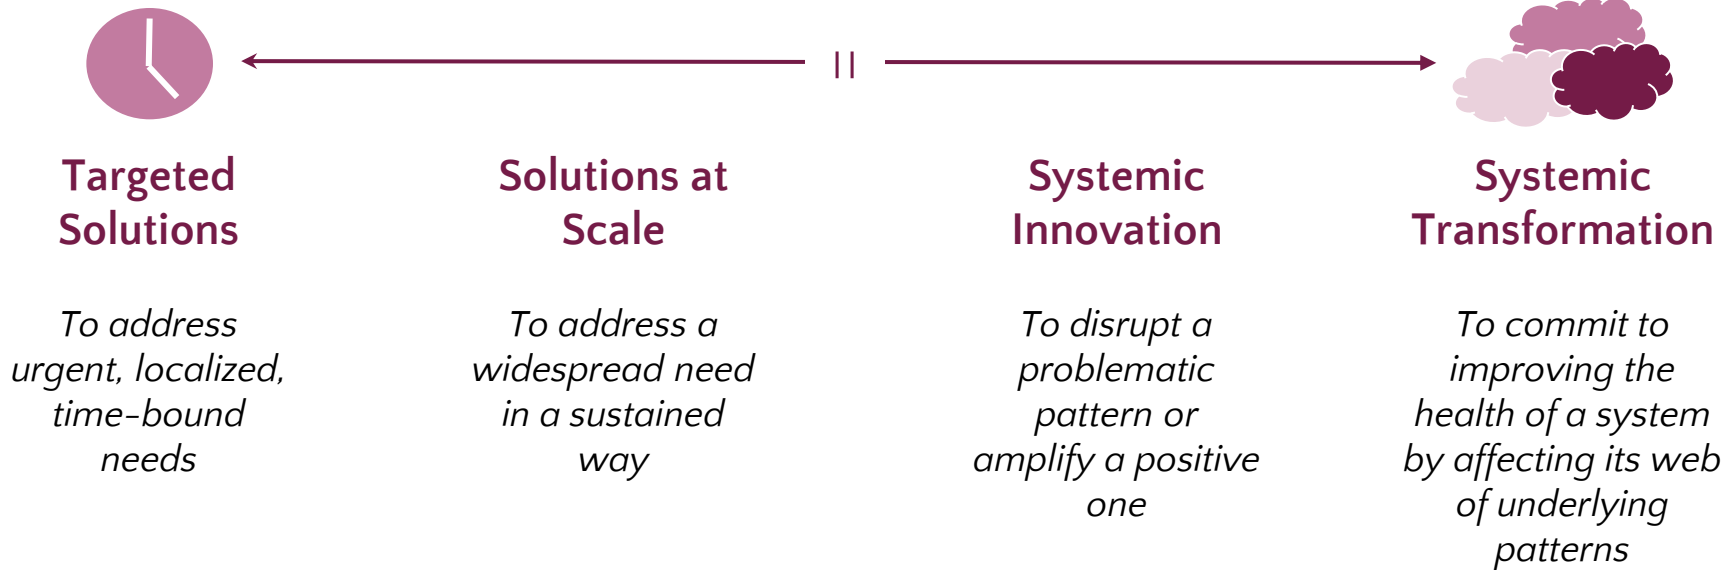 Targeted
Solutions
To address
urgent, localized,
time-bound
needs
Solutions at
Scale
To address a
widespread need
in a sustained
way
Systemic
Innovation
To disrupt a
problematic
pattern or
amplify a positive
one
Systemic
Transformation
To commit to
improving the
health of a system
by affecting its web
of underlying
patterns